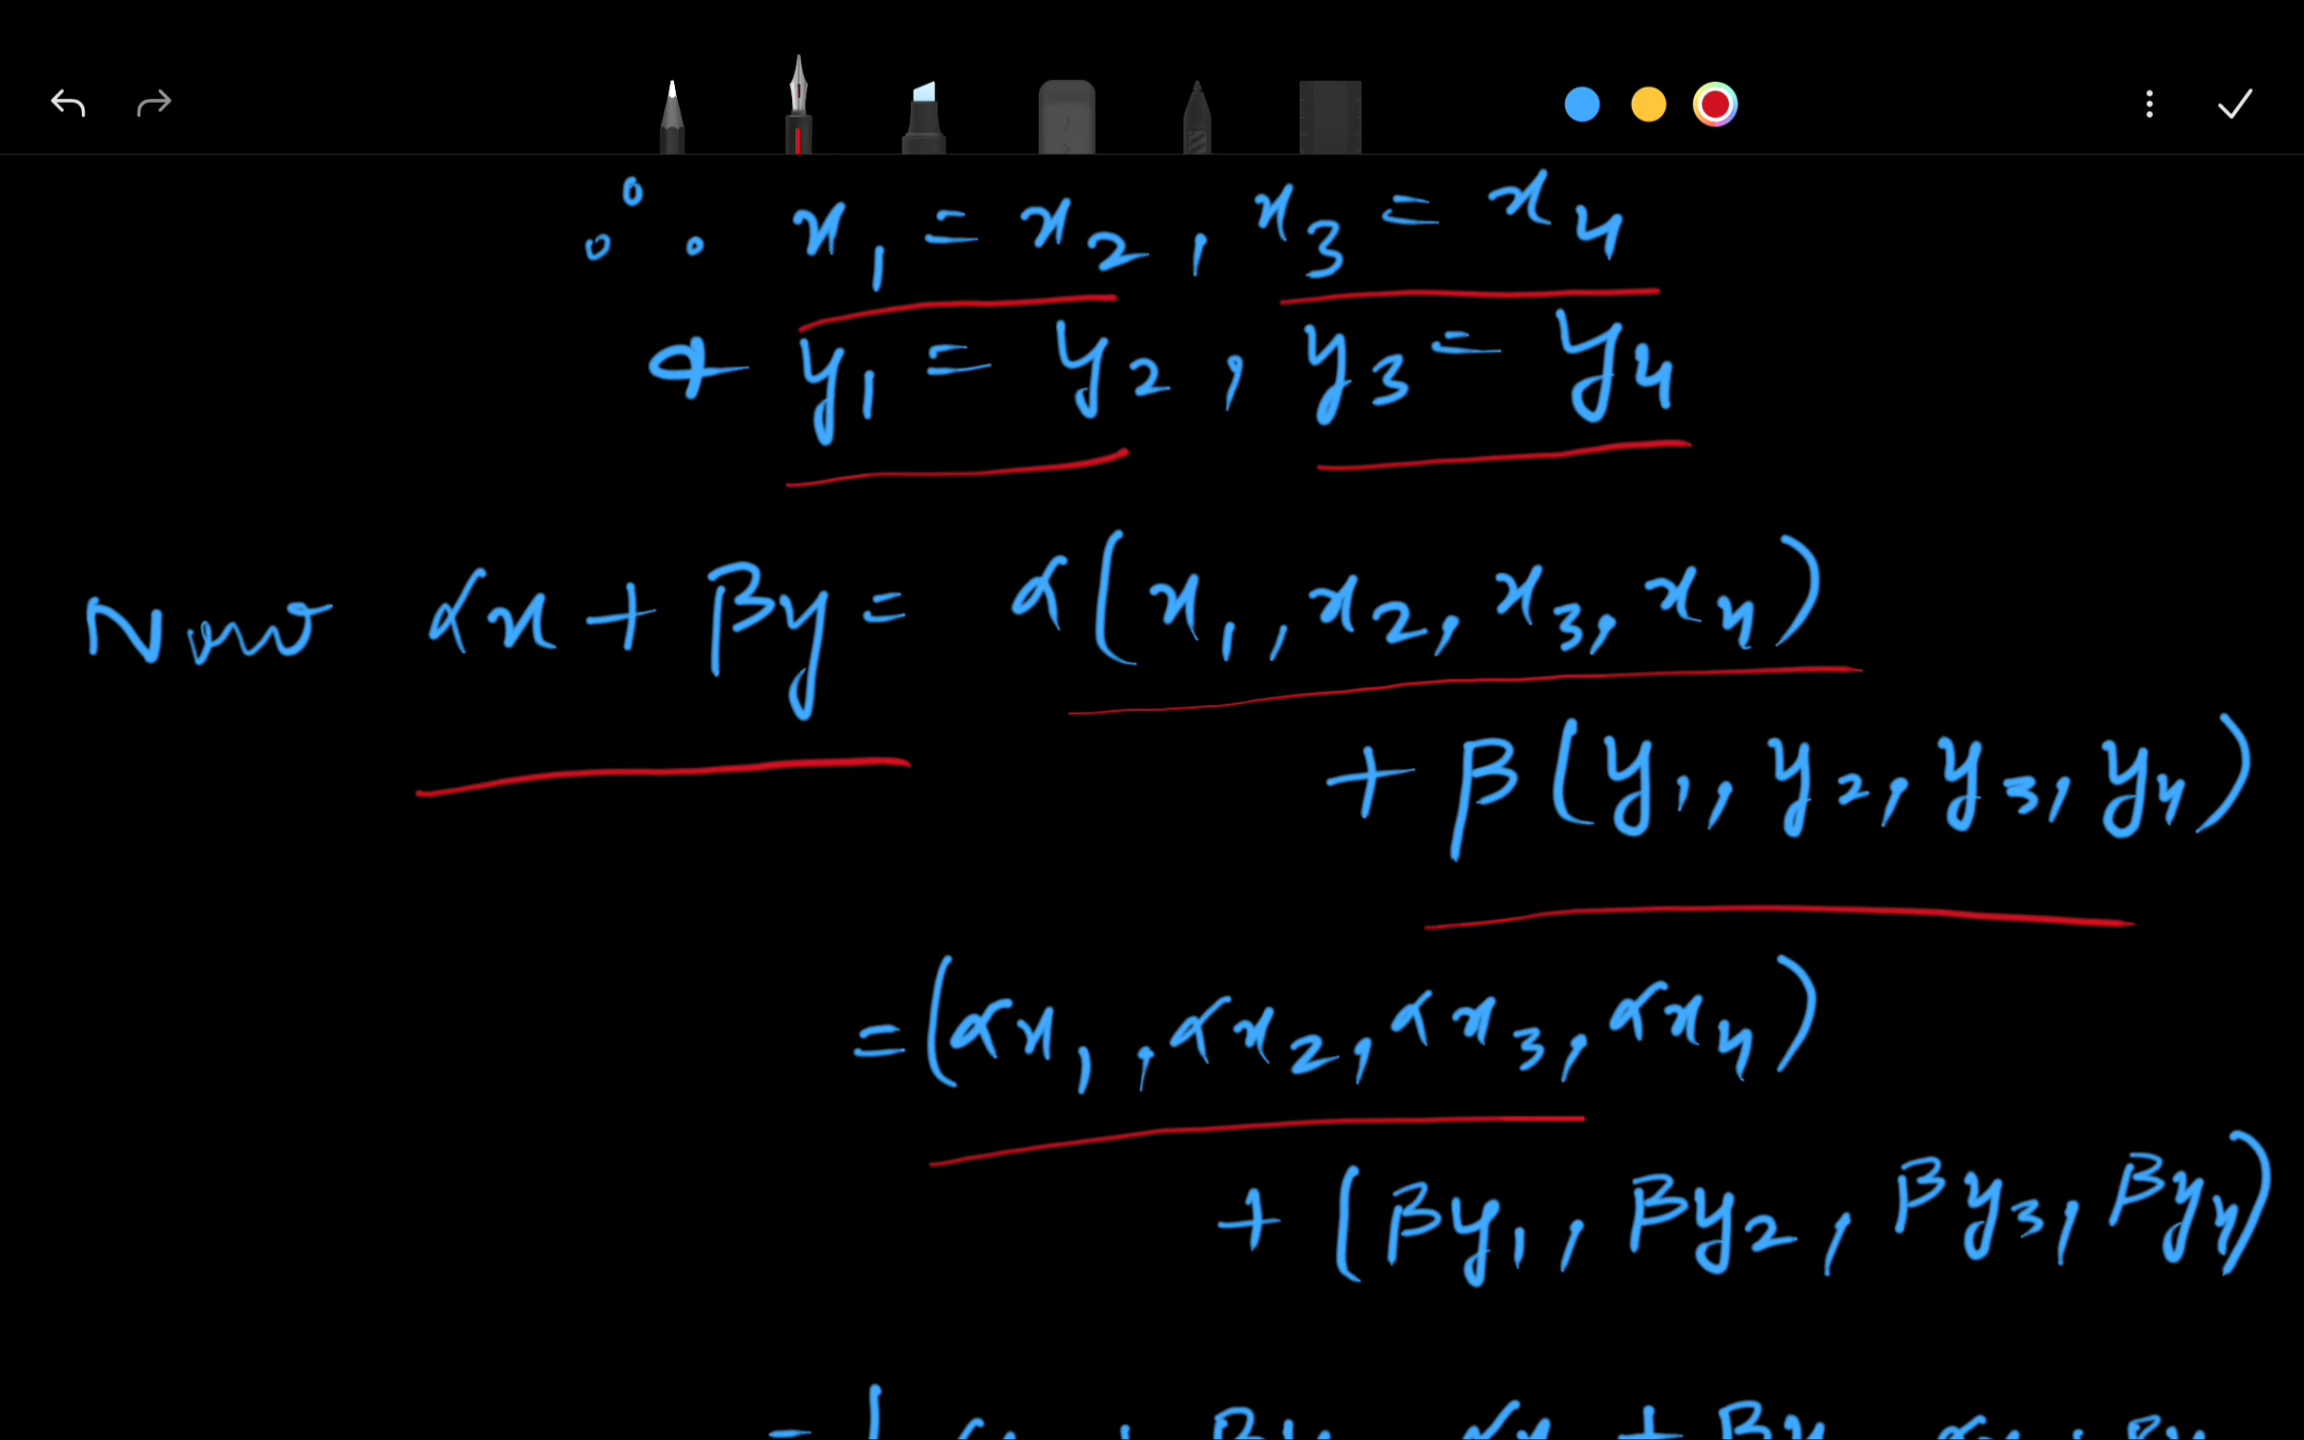 ∴ x₁ = x₂, x₃ = x₄
& y₁ = y₂, y₃ = y₄
Now αx + βy = α(x₁, x₂, x₃, x₄)
+ β(y₁, y₂, y₃, y₄)
= (αx₁, αx₂, αx₃, αx₄)
+ (βy₁, βy₂, βy₃, βy₄)